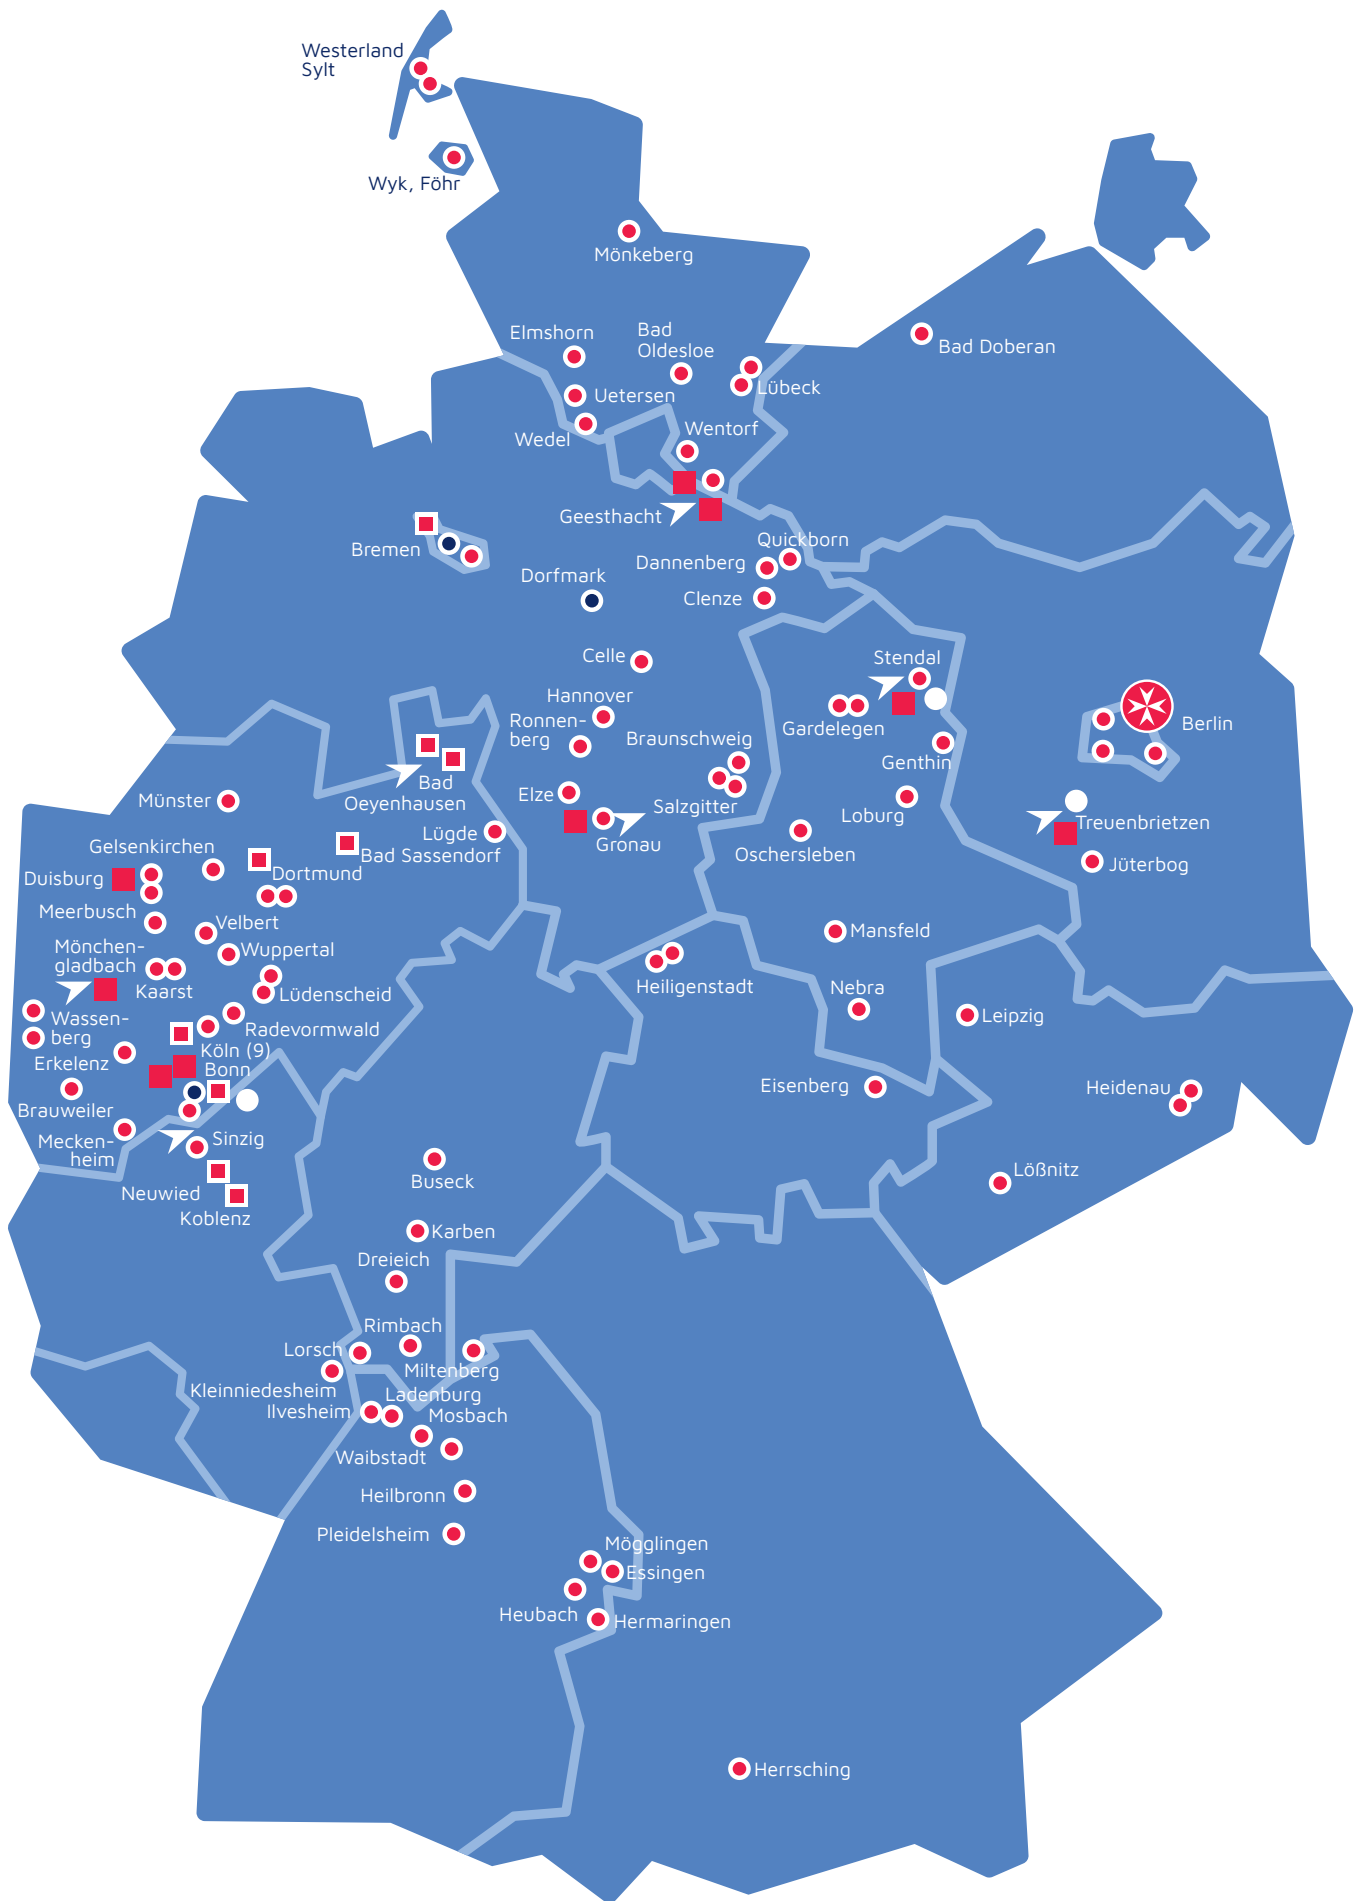 Westerland
Sylt
Wyk, Föhr
Mönkeberg
Elmshorn
Bad
Oldesloe
Bad Doberan
Lübeck
Uetersen
Wedel
Wentorf
Geesthacht
Bremen
Quickborn
Dannenberg
Dorfmark
Clenze
Celle
Stendal
Hannover
Ronnen-
berg
Braunschweig
Gardelegen
Berlin
Genthin
Bad
Oeyenhausen
Elze
Salzgitter
Münster
Loburg
Treuenbrietzen
Lügde
Gronau
Gelsenkirchen
Bad Sassendorf
Oschersleben
Jüterbog
Duisburg
Dortmund
Meerbusch
Velbert
Mansfeld
Mönchen-
gladbach
Wuppertal
Kaarst
Lüdenscheid
Heiligenstadt
Nebra
Leipzig
Wassen-
berg
Radevormwald
Köln (9)
Erkelenz
Bonn
Eisenberg
Heidenau
Brauweiler
Sinzig
Mecken-
heim
Lößnitz
Buseck
Neuwied
Koblenz
Karben
Dreieich
Rimbach
Lorsch
Miltenberg
Kleinniedesheim
Ladenburg
Ilvesheim
Mosbach
Waibstadt
Heilbronn
Pleidelsheim
Mögglingen
Essingen
Heubach
Hermaringen
Herrsching